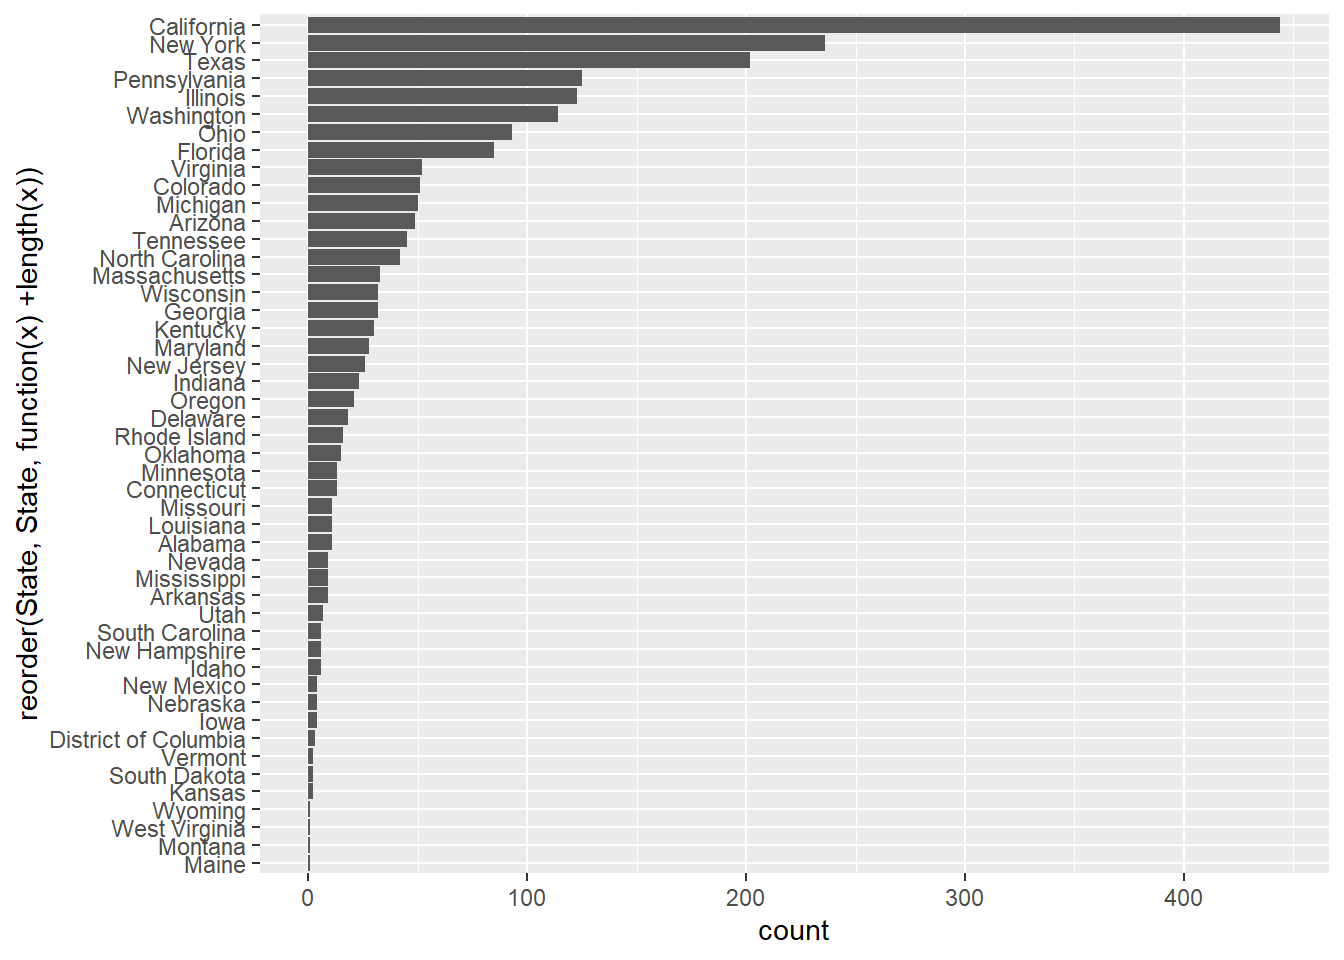 California
New York
Texas
Pennsylvania
Illinois
Washington
Ohio
Florida
Virginia
Colorado
Michigan
Arizona
Tennessee
North Carolina
Massachusetts
Wisconsin
Georgia
Kentucky
Maryland
New Jersey
Indiana
Oregon
Delaware
Rhode Island
Oklahoma
Minnesota
Connecticut
Missouri
Louisiana
Alabama
Nevada
Mississippi
Arkansas
Utah
South Carolina
New Hampshire
Idaho
New Mexico
Nebraska
Iowa
District of Columbia
Vermont
South Dakota
Kansas
Wyoming
West Virginia
Montana
Maine
reorder(State, State, function(x) +length(x))
0 100 200 300 400
count